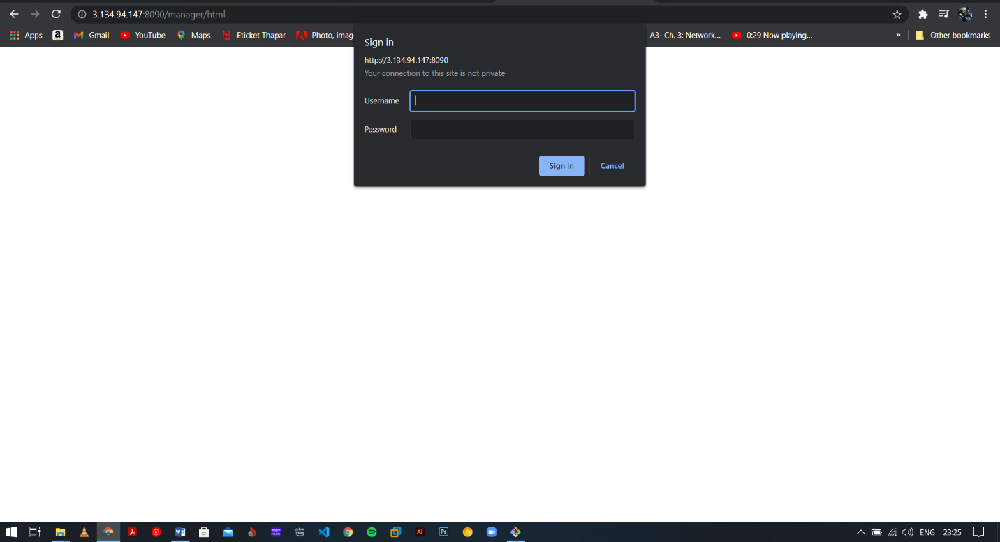 3.134.94.147:8090/manager/html
Apps Gmail YouTube Maps Eticket Thapar Photo, imag A3- Ch. 3: Network... 0:29 Now playing... » Other bookmarks
Sign in
http://3.134.94.147:8090
Your connection to this site is not private
Username
Password
Sign in Cancel
ENG 23:25